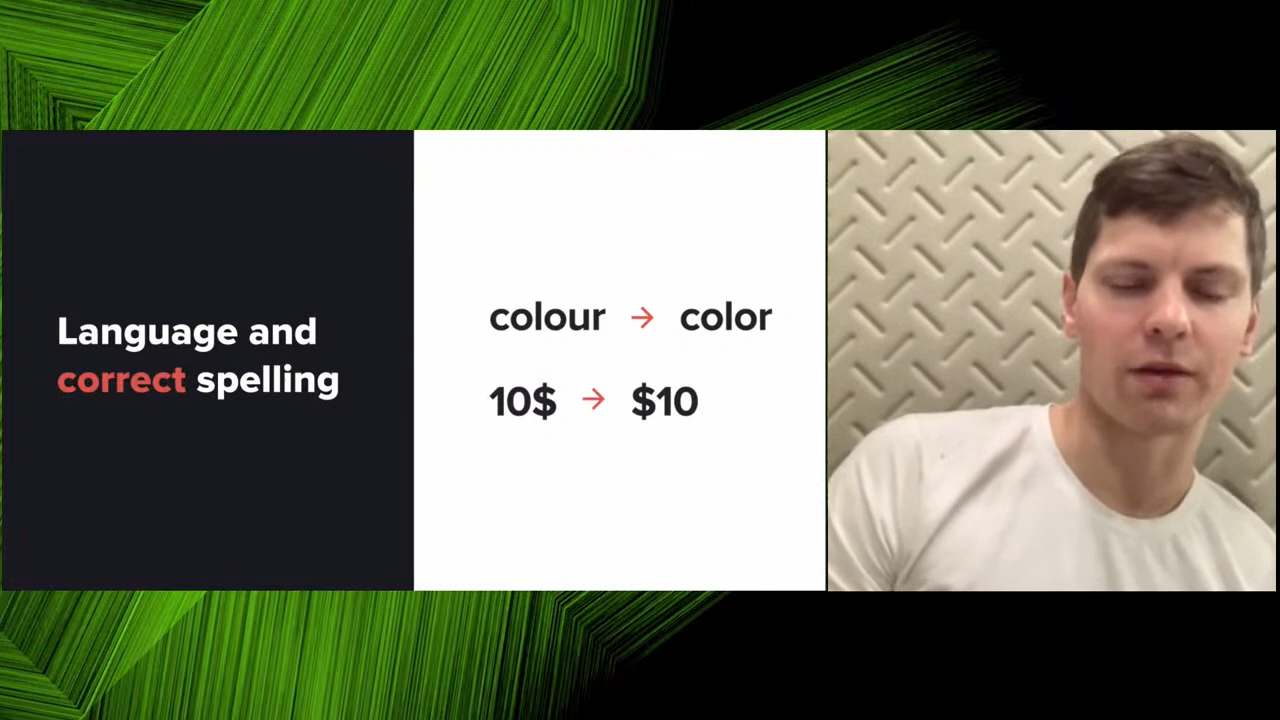 Language and
correct spelling
colour → color
10$ → $10